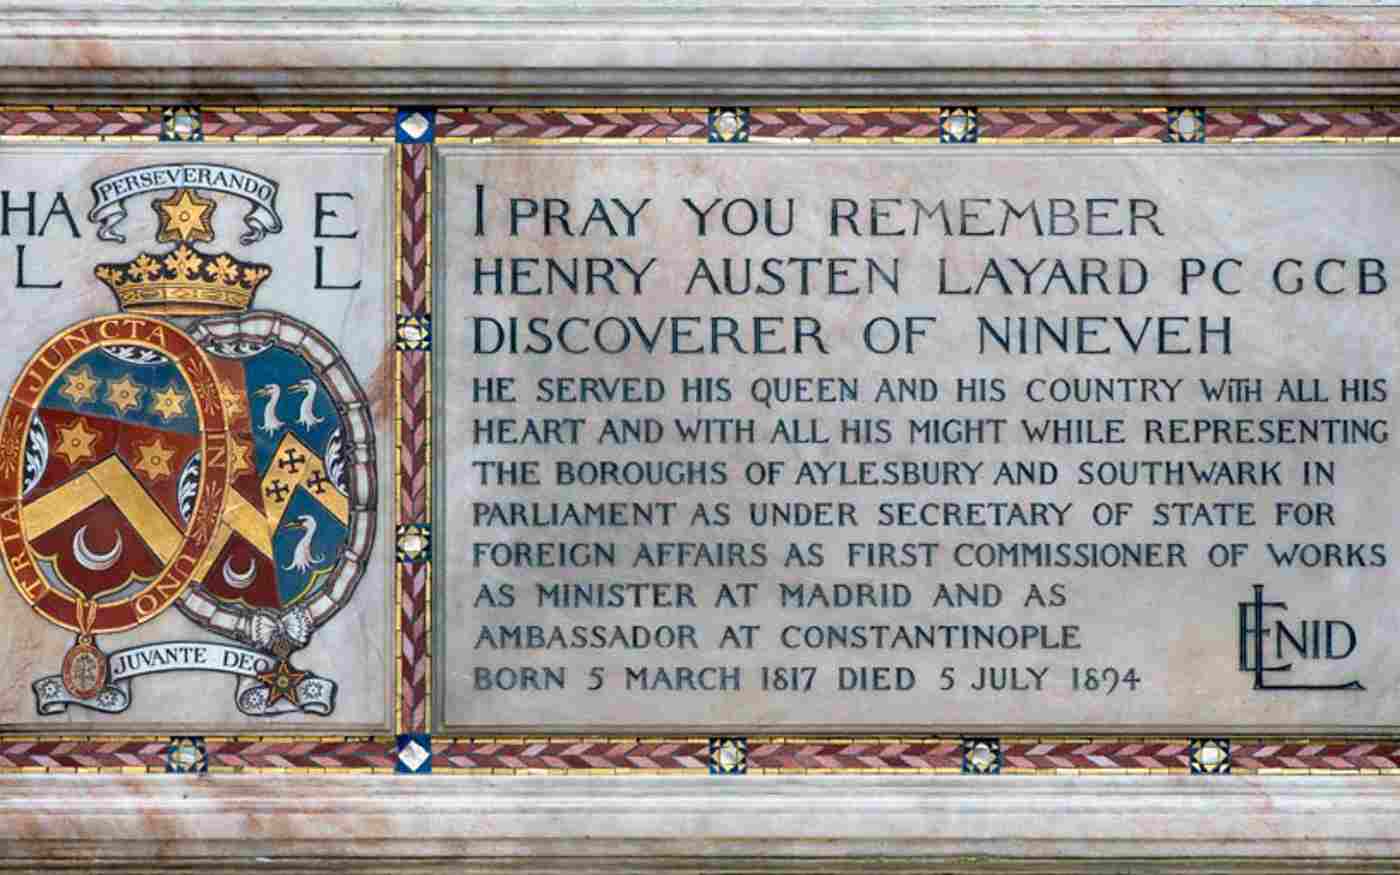 PERSEVERANDO
HA E
L L
TRIA JUNCTA IN UNO
JUVANTE DEO
I PRAY YOU REMEMBER
HENRY AUSTEN LAYARD PC GCB
DISCOVERER OF NINEVEH
HE SERVED HIS QUEEN AND HIS COUNTRY WITH ALL HIS
HEART AND WITH ALL HIS MIGHT WHILE REPRESENTING
THE BOROUGHS OF AYLESBURY AND SOUTHWARK IN
PARLIAMENT AS UNDER SECRETARY OF STATE FOR
FOREIGN AFFAIRS AS FIRST COMMISSIONER OF WORKS
AS MINISTER AT MADRID AND AS
AMBASSADOR AT CONSTANTINOPLE
BORN 5 MARCH 1817 DIED 5 JULY 1894
ENID
L